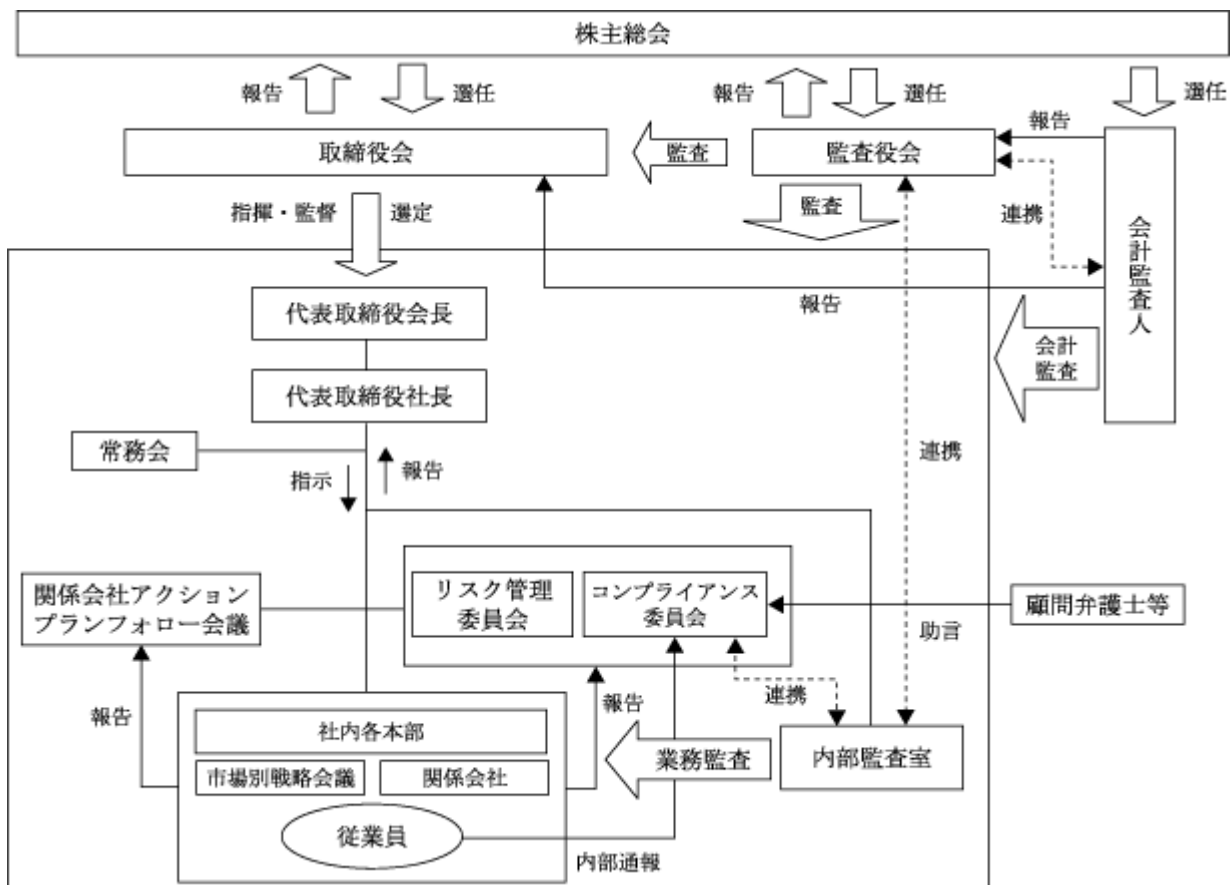 株主総会
報告
選任
報告
選任
選任
取締役会
監査
監査役会
報告
指揮・監督
選定
監査
連携
会計監査人
代表取締役会長
報告
会計
監査
代表取締役社長
常務会
指示
報告
連携
関係会社アクション
プランフォロー会議
リスク管理
委員会
コンプライアンス
委員会
顧問弁護士等
助言
報告
報告
連携
社内各本部
市場別戦略会議
関係会社
業務監査
内部監査室
従業員
内部通報